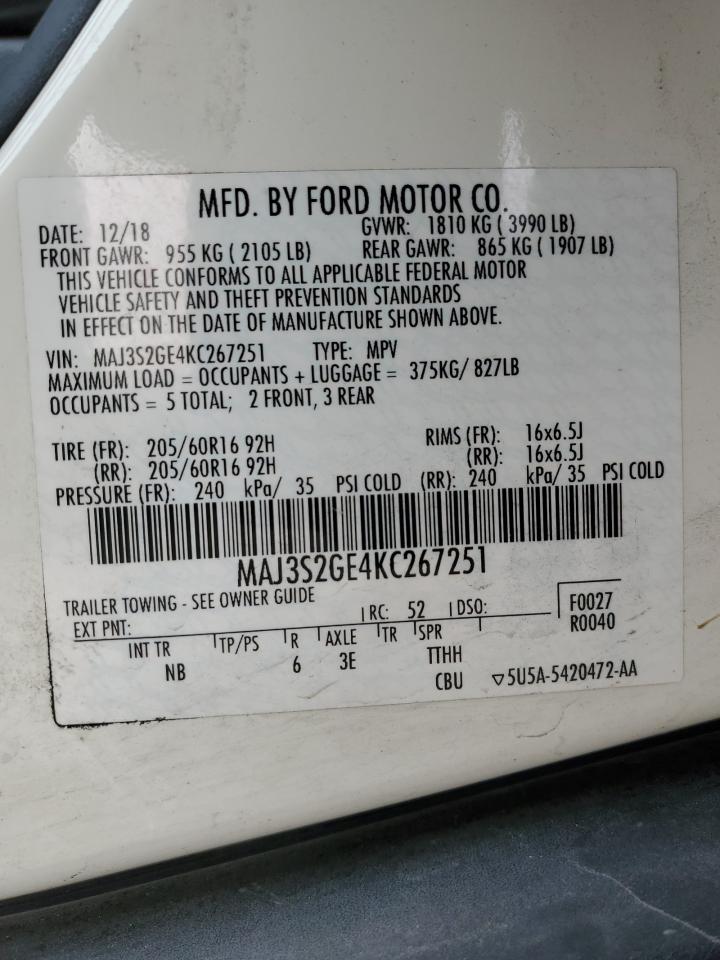 MFD. BY FORD MOTOR CO.
DATE: 12/18 GVWR: 1810 KG ( 3990 LB)
FRONT GAWR: 955 KG ( 2105 LB) REAR GAWR: 865 KG ( 1907 LB)
THIS VEHICLE CONFORMS TO ALL APPLICABLE FEDERAL MOTOR
VEHICLE SAFETY AND THEFT PREVENTION STANDARDS
IN EFFECT ON THE DATE OF MANUFACTURE SHOWN ABOVE.
VIN: MAJ3S2GE4KC267251 TYPE: MPV
MAXIMUM LOAD = OCCUPANTS + LUGGAGE = 375KG/ 827LB
OCCUPANTS = 5 TOTAL; 2 FRONT, 3 REAR
TIRE (FR): 205/60R16 92H RIMS (FR): 16x6.5J
(RR): 205/60R16 92H (RR): 16x6.5J
PRESSURE (FR): 240 kPa/ 35 PSI COLD (RR): 240 kPa/ 35 PSI COLD
MAJ3S2GE4KC267251
TRAILER TOWING - SEE OWNER GUIDE
EXT PNT: RC: 52 DSO: F0027
R0040
INT TR TP/PS R AXLE TR SPR
NB 6 3E TTHH
CBU ▽5U5A-5420472-AA